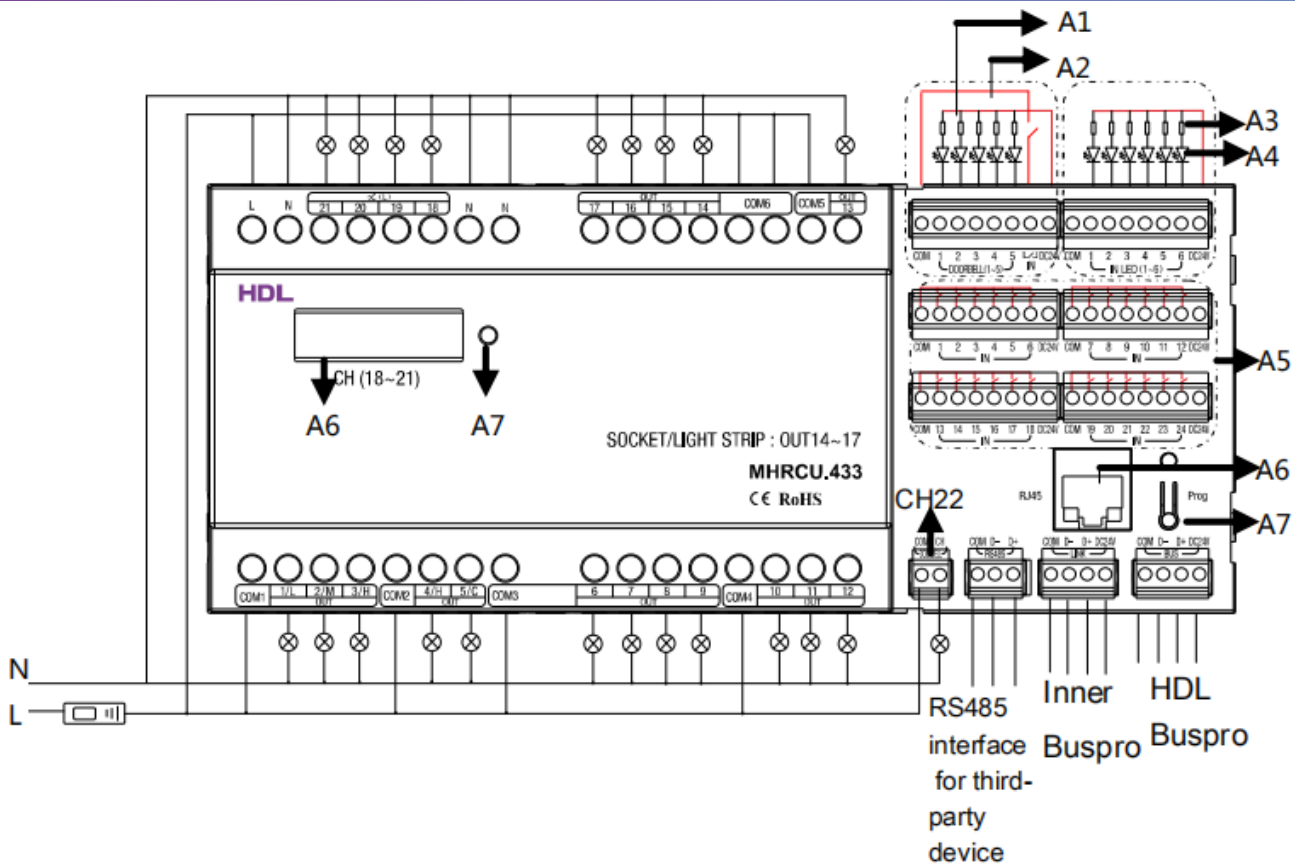 A1
A2
A3
A4
L N 21 20 19 18 N N
OUT
17 16 15 14 COM6 COM5 OUT 13
COM 1 2 3 4 5 DC24V
DOORBELL(1~5) IN
COM 1 2 3 4 5 6 DC24V
IN LED (1~6)
HDL
CH (18~21)
A6
A7
COM 1 2 3 4 5 6 DC24V
IN
COM 7 8 9 10 11 12 DC24V
IN
A5
COM 13 14 15 16 17 18 DC24V
IN
COM 19 20 21 22 23 24 DC24V
IN
SOCKET/LIGHT STRIP : OUT14~17
MHRCU.433
CE RoHS
RJ45
A6
Prog
A7
CH22
COM CH
COM D- D+
RS485
COM D- D+ DC24V
LINK
COM D- D+ DC24V
BUS
COM1 1/L 2/M 3/H COM2 4/H 5/C COM3 6 7 8 9 COM4 10 11 12
OUT OUT OUT OUT
N
L
RS485
interface
for third-
party
device
Inner
Buspro
HDL
Buspro